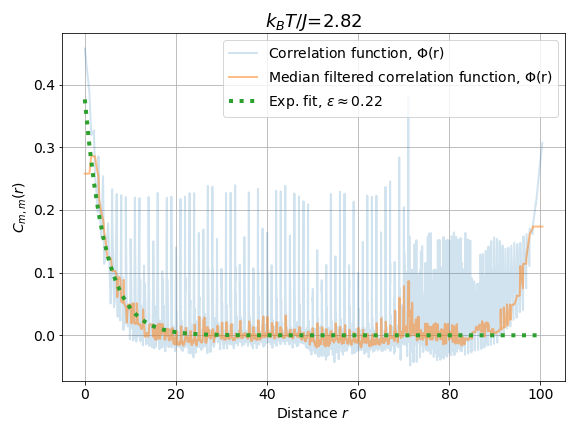 k_BT/J=2.82
Correlation function, Φ(r)
Median filtered correlation function, Φ(r)
Exp. fit, ε ≈ 0.22
C_{m,m}(r)
0.4
0.3
0.2
0.1
0.0
0 20 40 60 80 100
Distance r